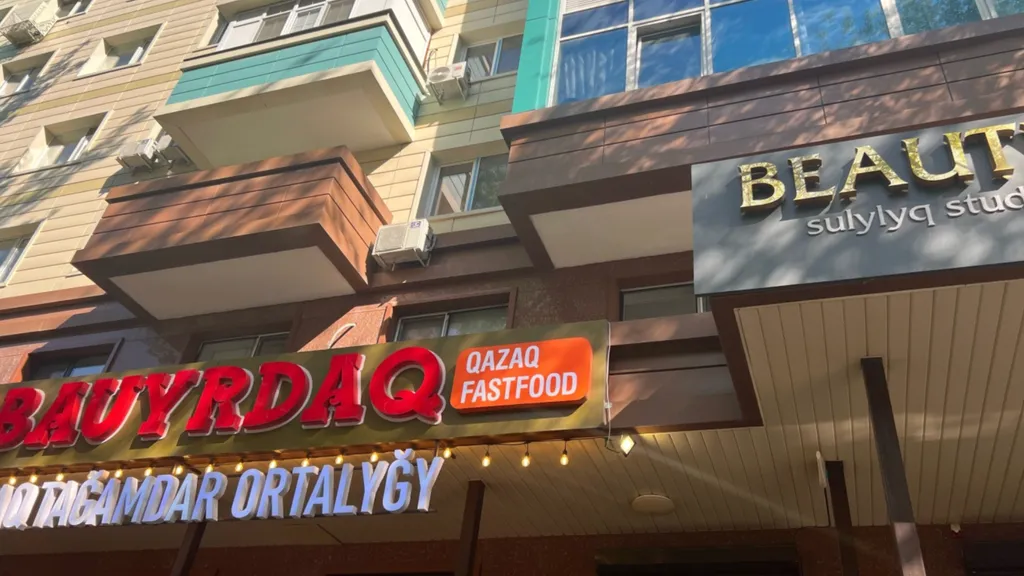 BAUYRDAQ
QAZAQ
FASTFOOD
TAĞAMDAR ORTALYĞY
sulylyq